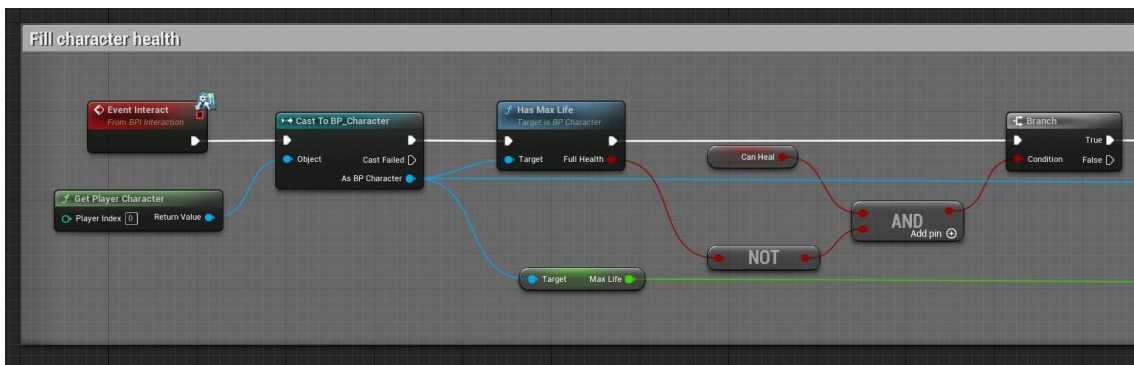 Fill character health
Event Interact
From BPI Interaction
Get Player Character
Player Index 0 Return Value
Cast To BP_Character
Object Cast Failed
As BP Character
Has Max Life
Target is BP Character
Target Full Health
Target Max Life
Can Heal
NOT
AND
Add pin
Branch
True
Condition False